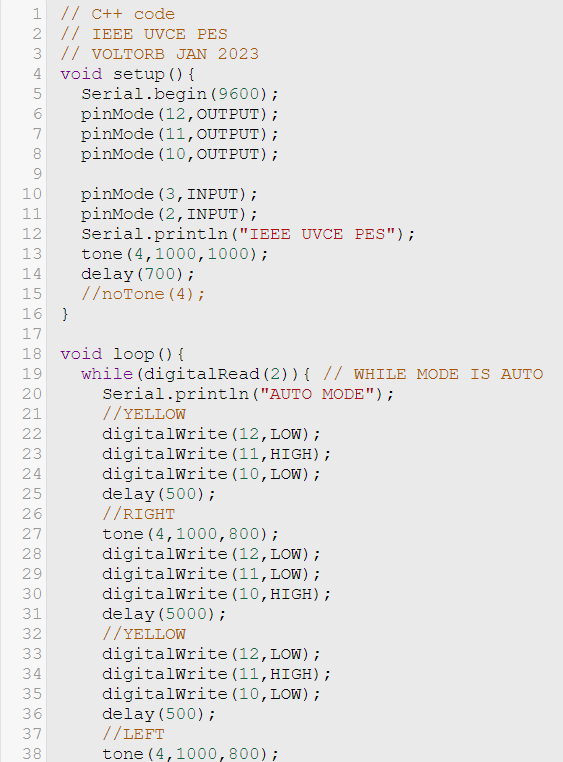 1 // C++ code
2 // IEEE UVCE PES
3 // VOLTORB JAN 2023
4 void setup(){
5   Serial.begin(9600);
6   pinMode(12,OUTPUT);
7   pinMode(11,OUTPUT);
8   pinMode(10,OUTPUT);
9
10   pinMode(3,INPUT);
11   pinMode(2,INPUT);
12   Serial.println("IEEE UVCE PES");
13   tone(4,1000,1000);
14   delay(700);
15   //noTone(4);
16 }
17
18 void loop(){
19   while(digitalRead(2)){ // WHILE MODE IS AUTO
20     Serial.println("AUTO MODE");
21     //YELLOW
22     digitalWrite(12,LOW);
23     digitalWrite(11,HIGH);
24     digitalWrite(10,LOW);
25     delay(500);
26     //RIGHT
27     tone(4,1000,800);
28     digitalWrite(12,LOW);
29     digitalWrite(11,LOW);
30     digitalWrite(10,HIGH);
31     delay(5000);
32     //YELLOW
33     digitalWrite(12,LOW);
34     digitalWrite(11,HIGH);
35     digitalWrite(10,LOW);
36     delay(500);
37     //LEFT
38     tone(4,1000,800);